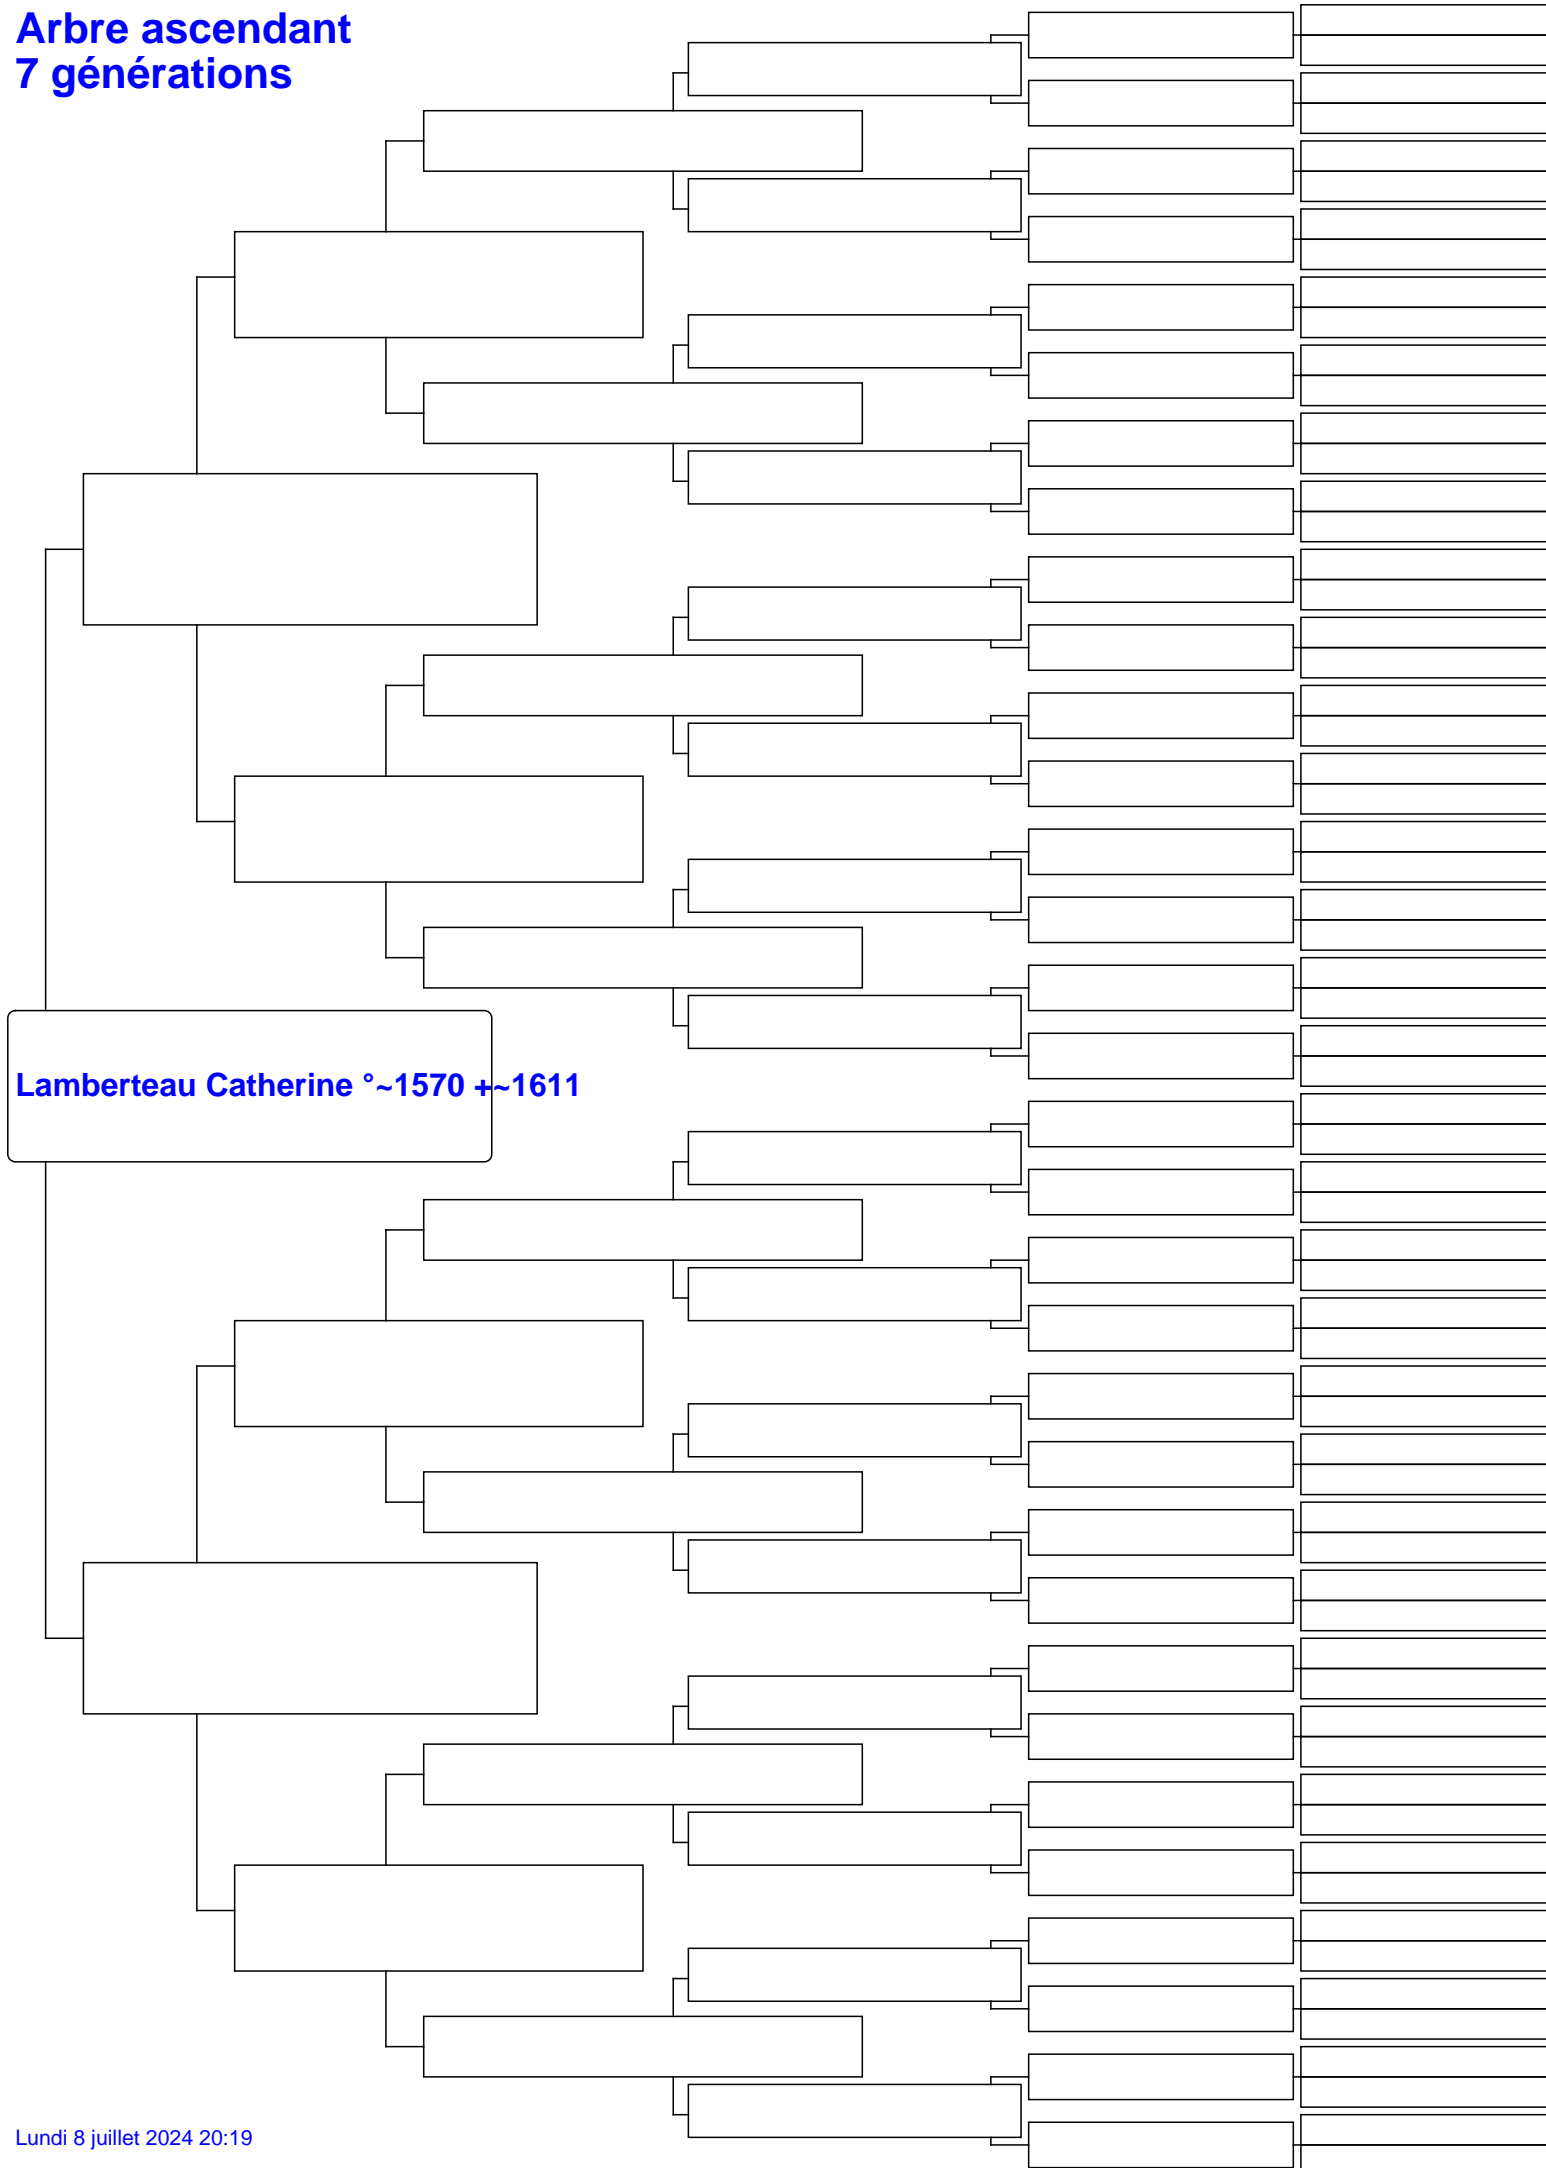 Arbre ascendant
7 générations
Lamberteau Catherine °~1570 +~1611
Lundi 8 juillet 2024 20:19